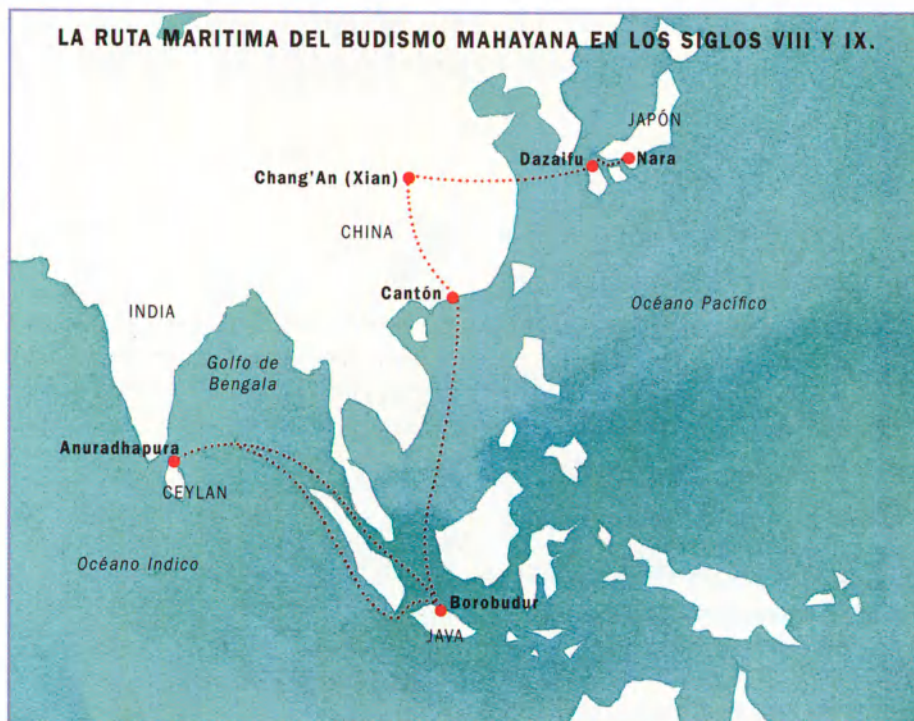 LA RUTA MARITIMA DEL BUDISMO MAHAYANA EN LOS SIGLOS VIII Y IX.
JAPÓN
Dazaifu
Nara
Chang'An (Xian)
CHINA
Cantón
INDIA
Océano Pacífico
Golfo de
Bengala
Anuradhapura
CEYLAN
Océano Indico
Borobudur
JAVA